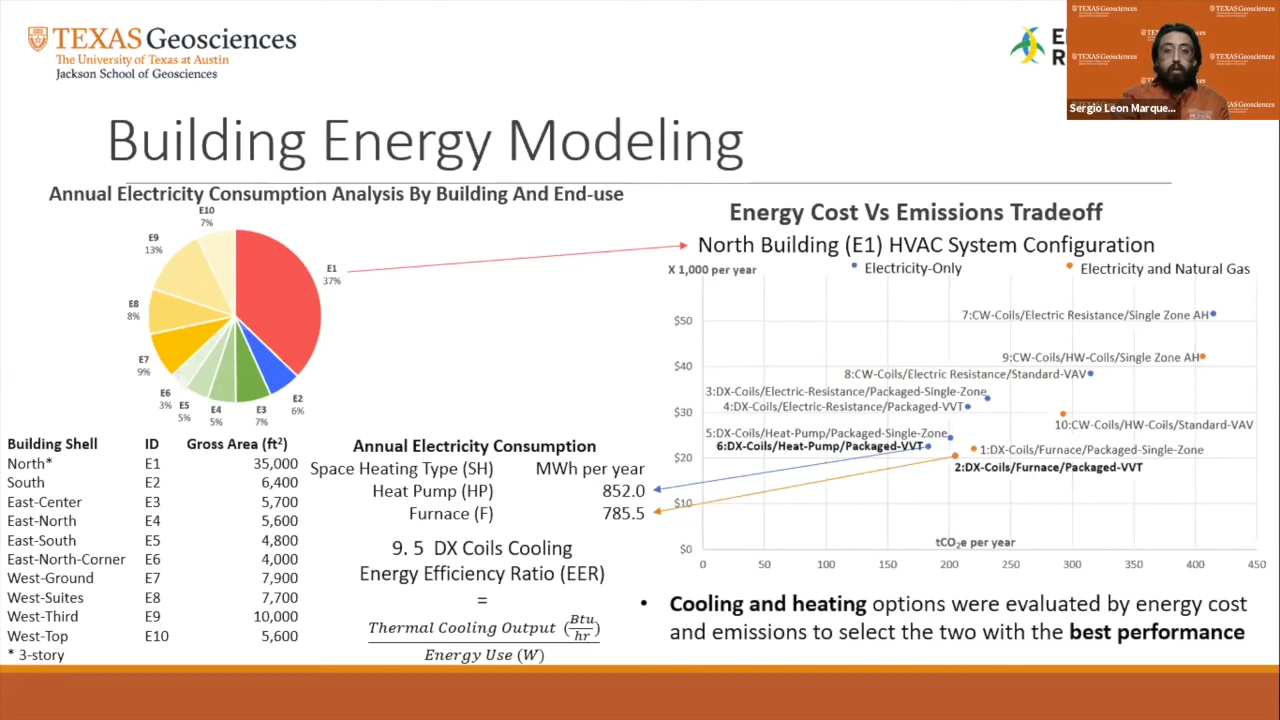 TEXAS Geosciences
The University of Texas at Austin
Jackson School of Geosciences
Sergio Leon Marque...
Building Energy Modeling
Annual Electricity Consumption Analysis By Building And End-use
E10
7%
E9
13%
E1
37%
E8
8%
E7
9%
E6
3%
E5
5%
E4
5%
E3
7%
E2
6%
Energy Cost Vs Emissions Tradeoff
North Building (E1) HVAC System Configuration
X 1,000 per year
Electricity-Only
Electricity and Natural Gas
$50
$40
$30
$20
$10
$0
7:CW-Coils/Electric Resistance/Single Zone AH
9:CW-Coils/HW-Coils/Single Zone AH
8:CW-Coils/Electric Resistance/Standard-VAV
3:DX-Coils/Electric-Resistance/Packaged-Single-Zone
4:DX-Coils/Electric-Resistance/Packaged-VVT
10:CW-Coils/HW-Coils/Standard-VAV
5:DX-Coils/Heat-Pump/Packaged-Single-Zone
6:DX-Coils/Heat-Pump/Packaged-VVT
1:DX-Coils/Furnace/Packaged-Single-Zone
2:DX-Coils/Furnace/Packaged-VVT
tCO2e per year
0 50 100 150 200 250 300 350 400 450
Building Shell ID Gross Area (ft²)
North* E1 35,000
South E2 6,400
East-Center E3 5,700
East-North E4 5,600
East-South E5 4,800
East-North-Corner E6 4,000
West-Ground E7 7,900
West-Suites E8 7,700
West-Third E9 10,000
West-Top E10 5,600
* 3-story
Annual Electricity Consumption
Space Heating Type (SH) MWh per year
Heat Pump (HP) 852.0
Furnace (F) 785.5
9. 5 DX Coils Cooling
Energy Efficiency Ratio (EER)
=
Thermal Cooling Output (Btu/hr)
Energy Use (W)
• Cooling and heating options were evaluated by energy cost
and emissions to select the two with the best performance